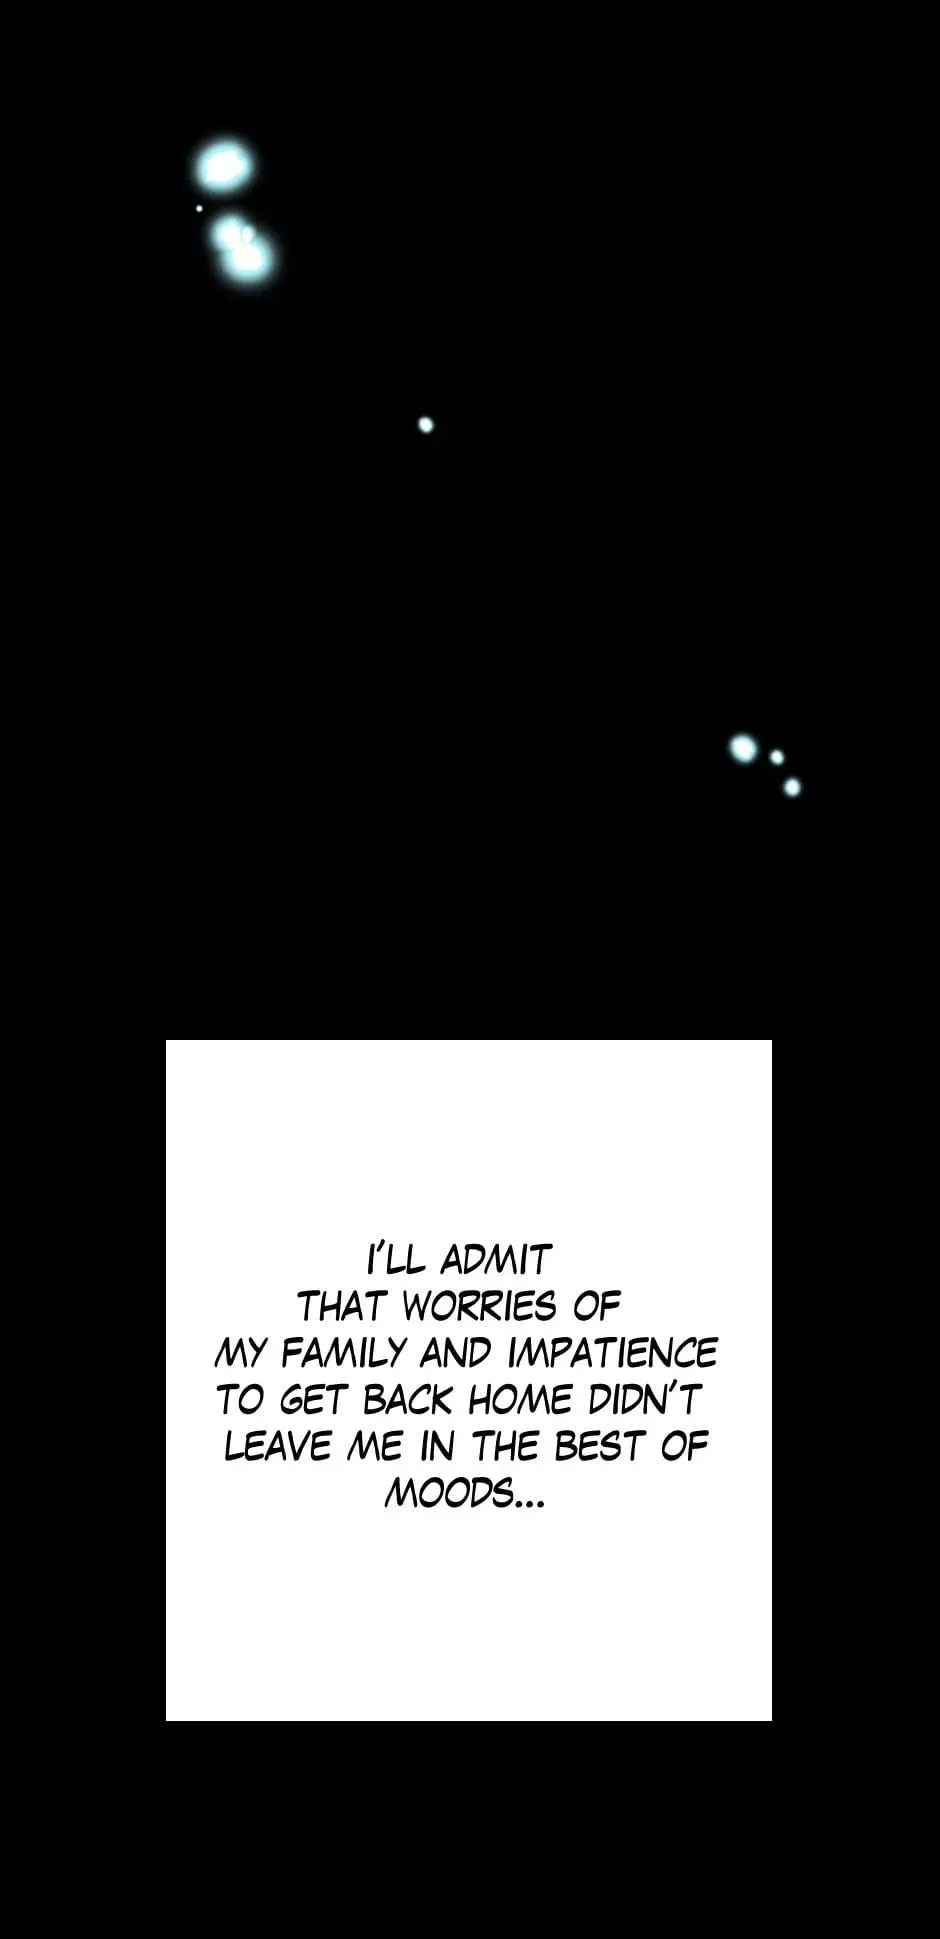 I'LL ADMIT
THAT WORRIES OF
MY FAMILY AND IMPATIENCE
TO GET BACK HOME DIDN'T
LEAVE ME IN THE BEST OF
MOODS...